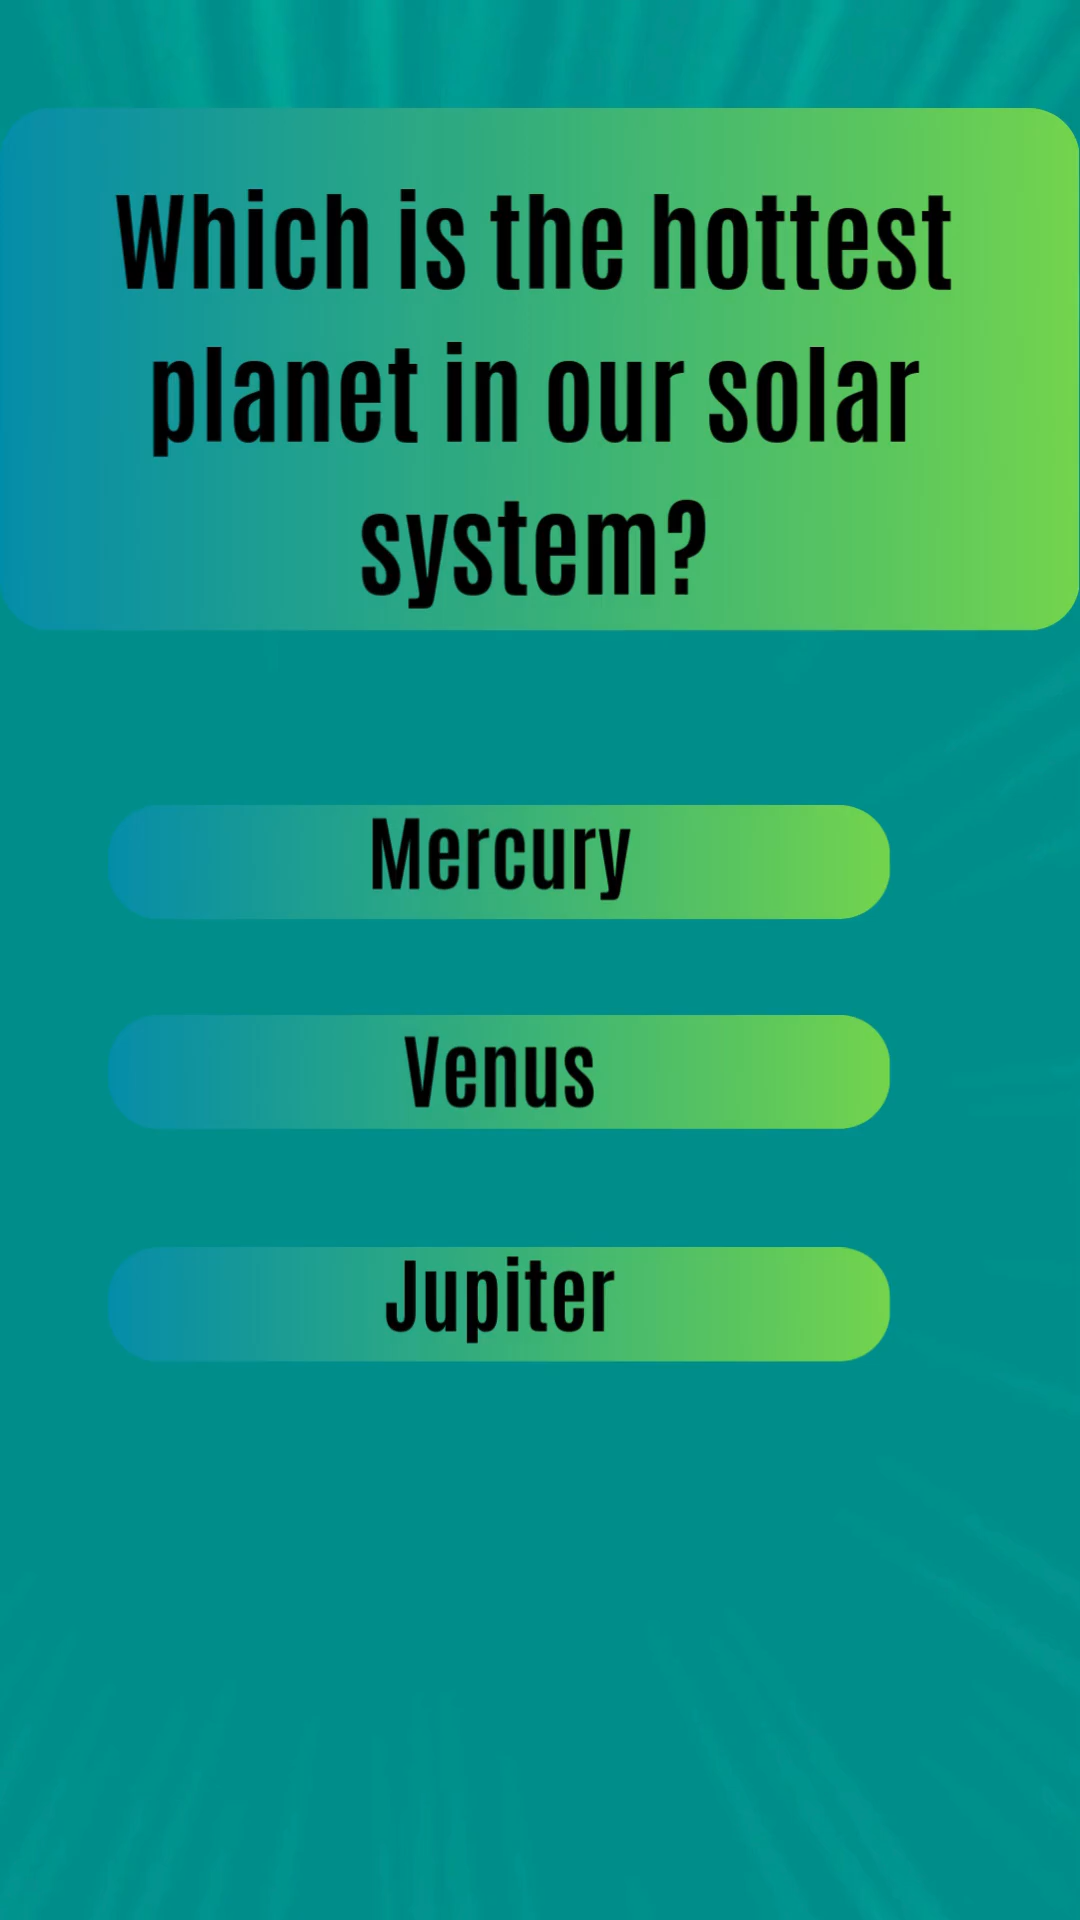 Which is the hottest
planet in our solar
system?
Mercury
Venus
Jupiter